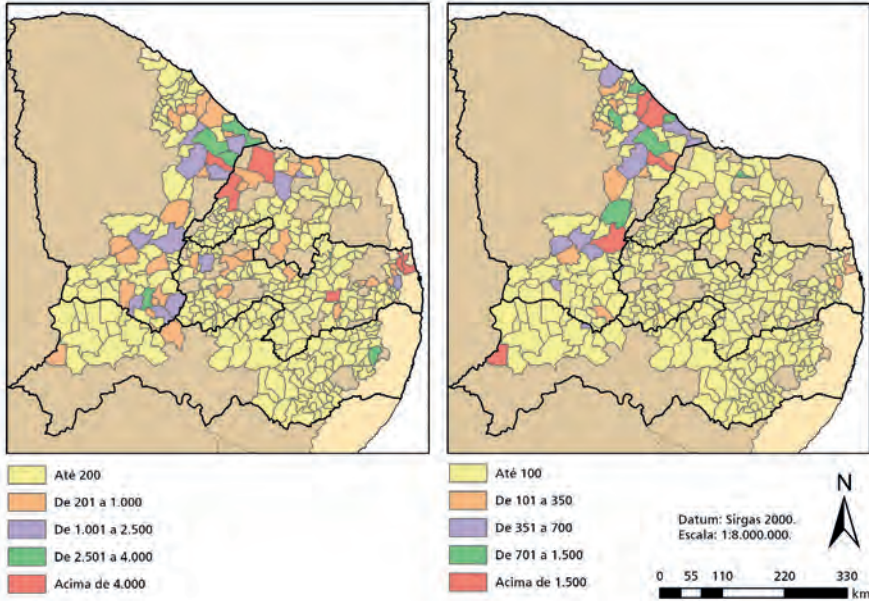 Até 200
De 201 a 1.000
De 1.001 a 2.500
De 2.501 a 4.000
Acima de 4.000
Até 100
De 101 a 350
De 351 a 700
De 701 a 1.500
Acima de 1.500
Datum: Sirgas 2000.
Escala: 1:8.000.000.
N
0 55 110 220 330
km